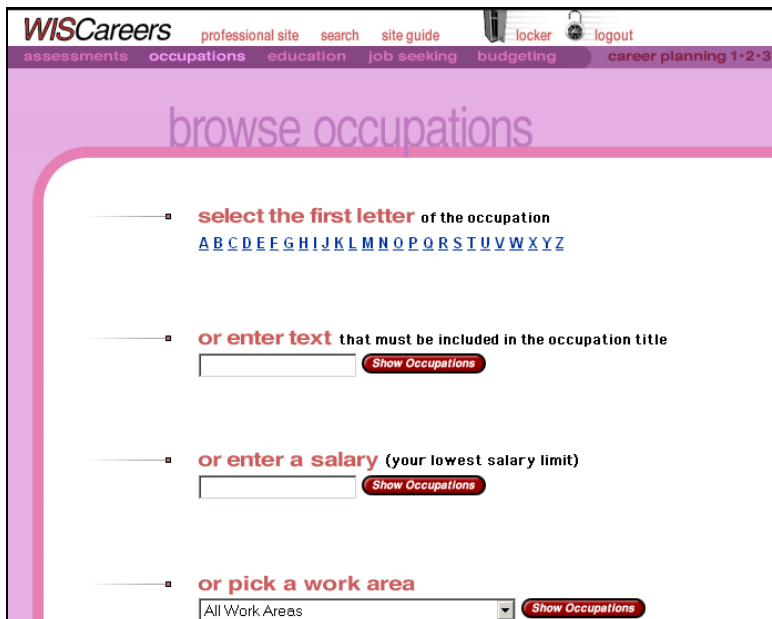 WISCareers professional site search site guide locker logout
assessments occupations education job seeking budgeting career planning 1·2·3
browse occupations
select the first letter of the occupation
A B C D E F G H I J K L M N O P Q R S T U V W X Y Z
or enter text that must be included in the occupation title
Show Occupations
or enter a salary (your lowest salary limit)
Show Occupations
or pick a work area
All Work Areas Show Occupations